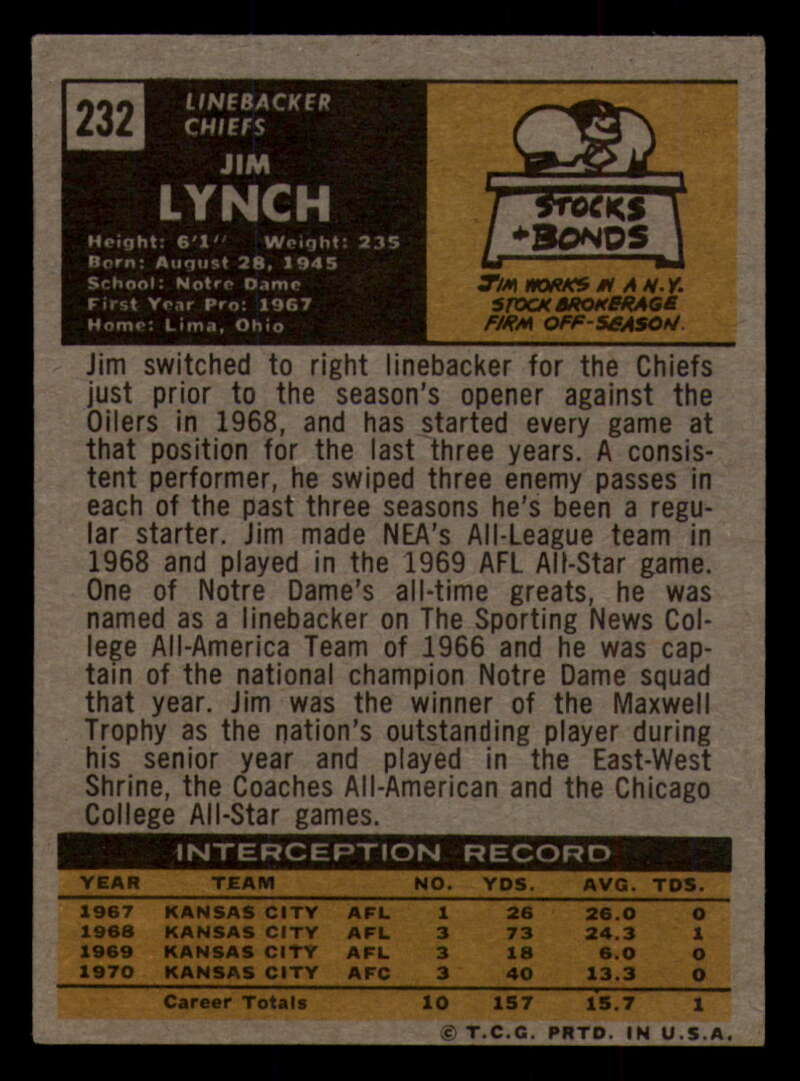 232
LINEBACKER
CHIEFS
JIM
LYNCH
Height: 6'1" Weight: 235
Born: August 28, 1945
School: Notre Dame
First Year Pro: 1967
Home: Lima, Ohio
STOCKS
+ BONDS
JIM WORKS IN A N.Y.
STOCK BROKERAGE
FIRM OFF-SEASON.
Jim switched to right linebacker for the Chiefs
just prior to the season's opener against the
Oilers in 1968, and has started every game at
that position for the last three years. A consis-
tent performer, he swiped three enemy passes in
each of the past three seasons he's been a regu-
lar starter. Jim made NEA's All-League team in
1968 and played in the 1969 AFL All-Star game.
One of Notre Dame's all-time greats, he was
named as a linebacker on The Sporting News Col-
lege All-America Team of 1966 and he was cap-
tain of the national champion Notre Dame squad
that year. Jim was the winner of the Maxwell
Trophy as the nation's outstanding player during
his senior year and played in the East-West
Shrine, the Coaches All-American and the Chicago
College All-Star games.
INTERCEPTION RECORD
YEAR TEAM NO. YDS. AVG. TDS.
1967 KANSAS CITY AFL 1 26 26.0 0
1968 KANSAS CITY AFL 3 73 24.3 1
1969 KANSAS CITY AFL 3 18 6.0 0
1970 KANSAS CITY AFC 3 40 13.3 0
Career Totals 10 157 15.7 1
© T.C.G. PRTD. IN U.S.A.